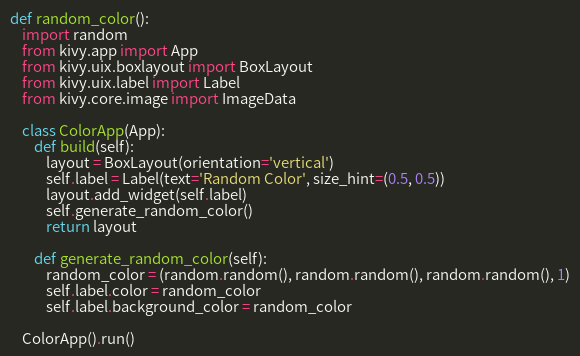 def random_color():
    import random
    from kivy.app import App
    from kivy.uix.boxlayout import BoxLayout
    from kivy.uix.label import Label
    from kivy.core.image import ImageData

    class ColorApp(App):
        def build(self):
            layout = BoxLayout(orientation='vertical')
            self.label = Label(text='Random Color', size_hint=(0.5, 0.5))
            layout.add_widget(self.label)
            self.generate_random_color()
            return layout

        def generate_random_color(self):
            random_color = (random.random(), random.random(), random.random(), 1)
            self.label.color = random_color
            self.label.background_color = random_color

    ColorApp().run()